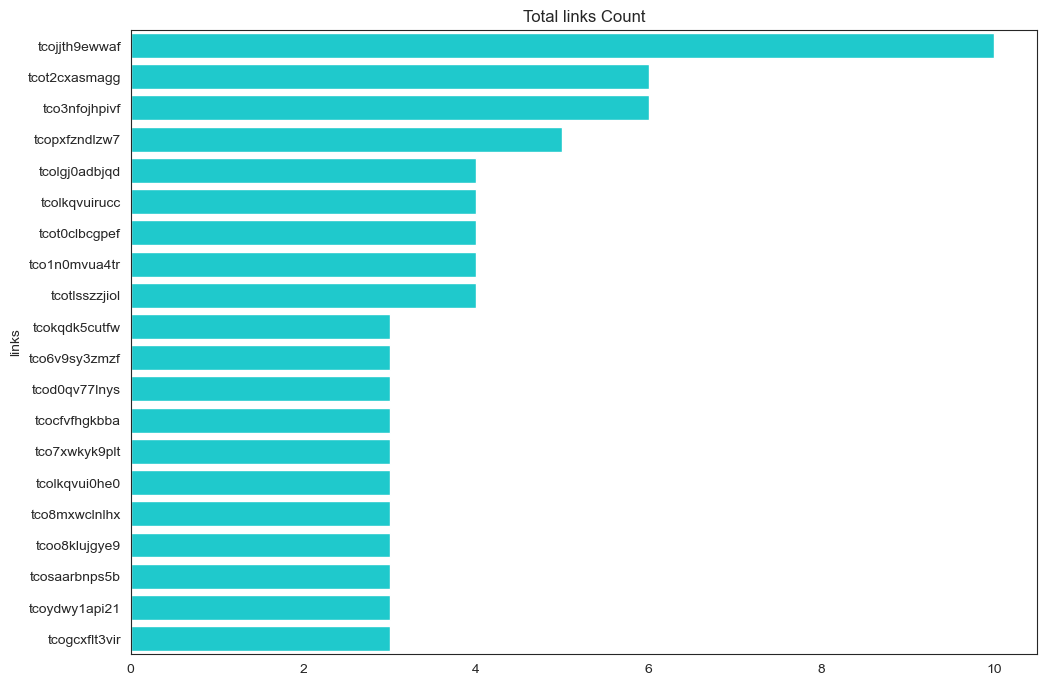 Total links Count
links
tcojjth9ewwaf
tcot2cxasmagg
tco3nfojhpivf
tcopxfzndlzw7
tcolgj0adbjqd
tcolkqvuirucc
tcot0clbcgpef
tco1n0mvua4tr
tcotlsszzjiol
tcokqdk5cutfw
tco6v9sy3zmzf
tcod0qv77lnys
tcocfvfhgkbba
tco7xwkyk9plt
tcolkqvui0he0
tco8mxwclnlhx
tcoo8klujgye9
tcosaarbnps5b
tcoydwy1api21
tcogcxflt3vir
0 2 4 6 8 10